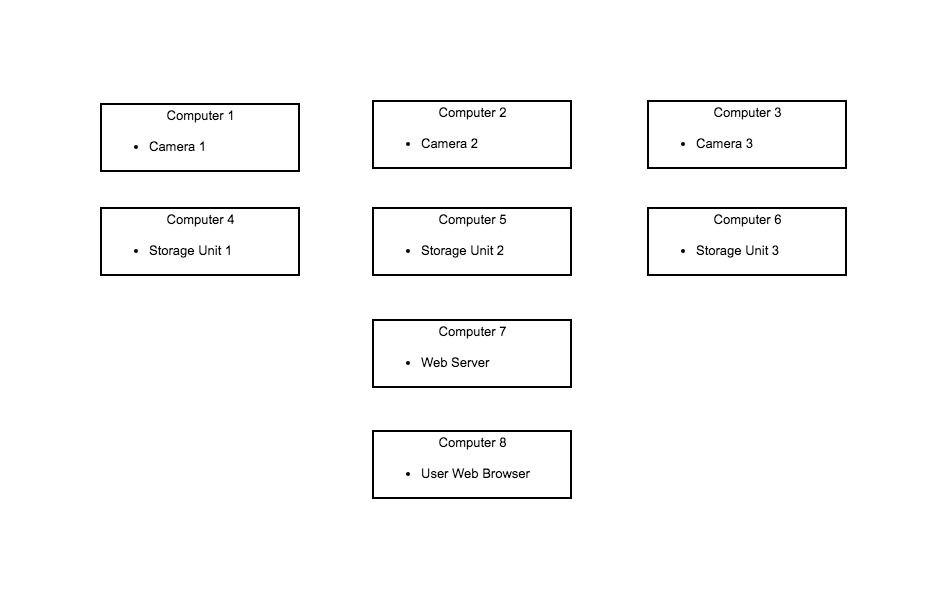 Computer 1
• Camera 1
Computer 2
• Camera 2
Computer 3
• Camera 3
Computer 4
• Storage Unit 1
Computer 5
• Storage Unit 2
Computer 6
• Storage Unit 3
Computer 7
• Web Server
Computer 8
• User Web Browser